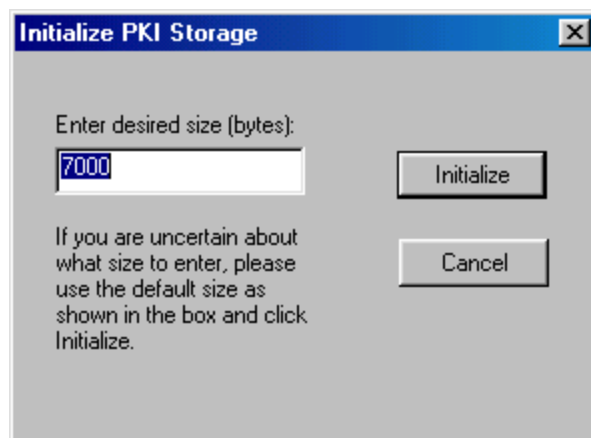 Initialize PKI Storage
Enter desired size (bytes):
7000
Initialize
If you are uncertain about
what size to enter, please
use the default size as
shown in the box and click
Initialize.
Cancel